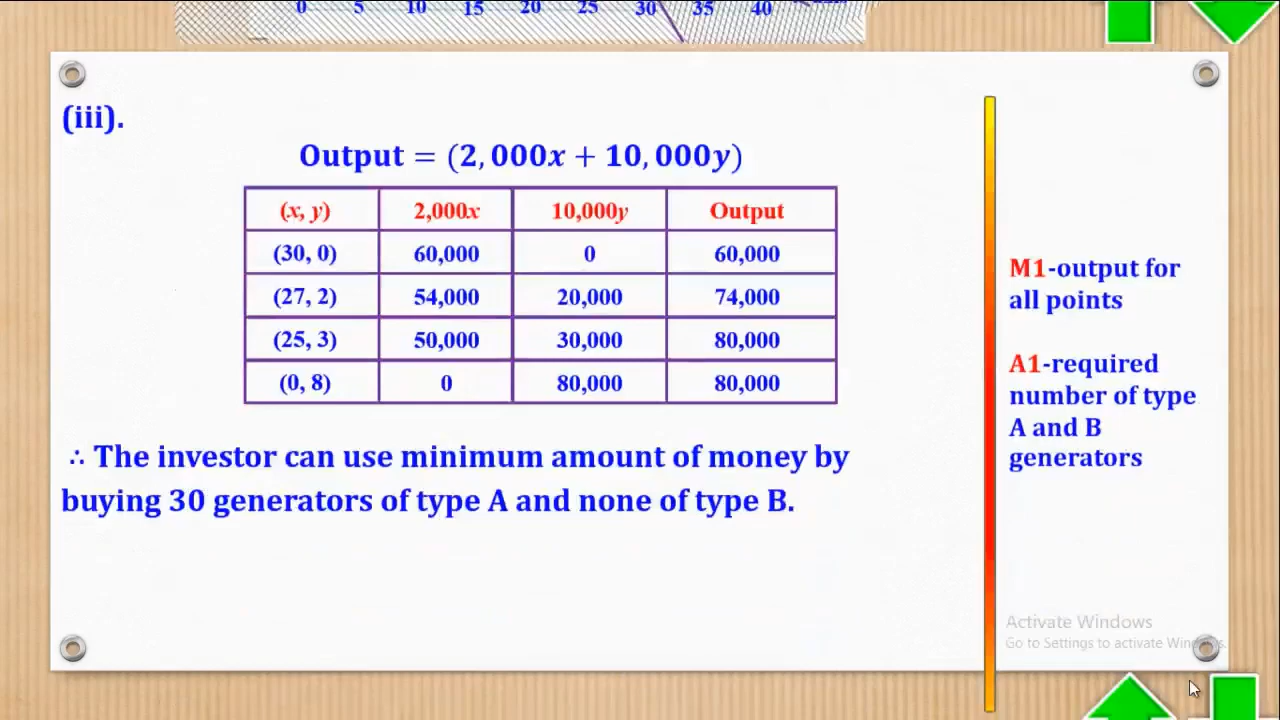 0 5 10 15 20 25 30 35 40
(iii).
Output = (2,000x + 10,000y)
(x, y) 2,000x 10,000y Output
(30, 0) 60,000 0 60,000
(27, 2) 54,000 20,000 74,000
(25, 3) 50,000 30,000 80,000
(0, 8) 0 80,000 80,000
∴ The investor can use minimum amount of money by
buying 30 generators of type A and none of type B.
M1-output for
all points
A1-required
number of type
A and B
generators
Activate Windows
Go to Settings to activate Windows.